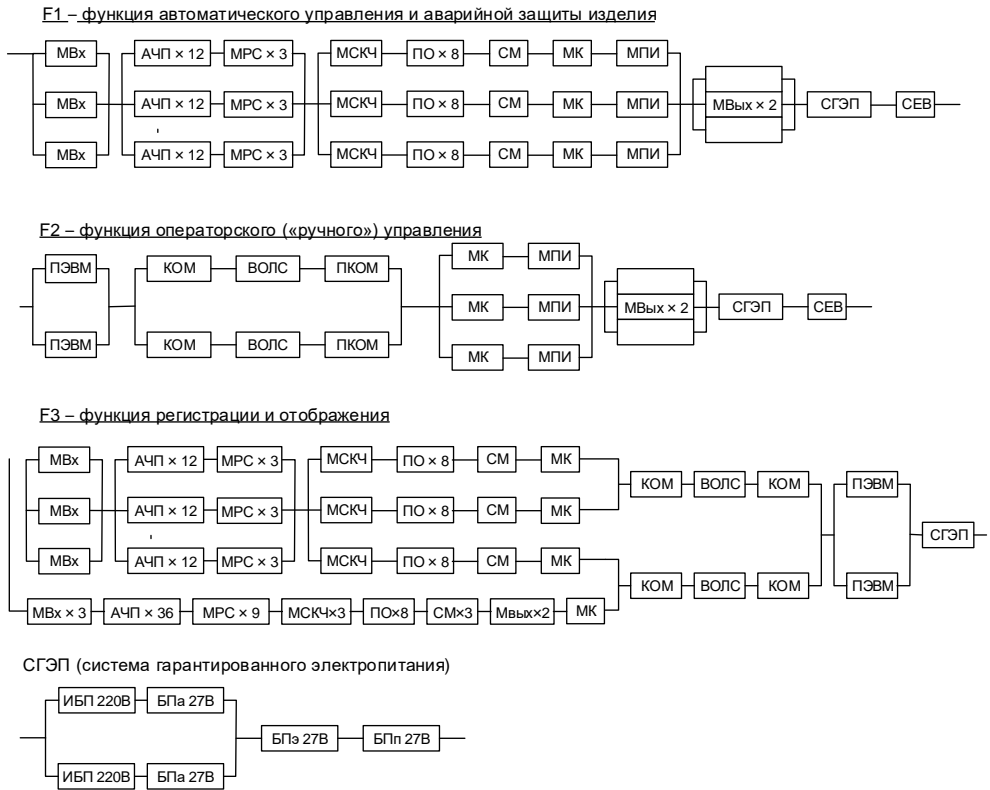 F1 – функция автоматического управления и аварийной защиты изделия
МВх АЧП × 12 МРС × 3 МСКЧ ПО × 8 СМ МК МПИ
МВх АЧП × 12 МРС × 3 МСКЧ ПО × 8 СМ МК МПИ МВых × 2 СГЭП СЕВ
МВх АЧП × 12 МРС × 3 МСКЧ ПО × 8 СМ МК МПИ
F2 – функция операторского («ручного») управления
ПЭВМ КОМ ВОЛС ПКОМ МК МПИ
МК МПИ МВых × 2 СГЭП СЕВ
ПЭВМ КОМ ВОЛС ПКОМ МК МПИ
F3 – функция регистрации и отображения
МВх АЧП × 12 МРС × 3 МСКЧ ПО × 8 СМ МК
КОМ ВОЛС КОМ ПЭВМ
МВх АЧП × 12 МРС × 3 МСКЧ ПО × 8 СМ МК
СГЭП
МВх АЧП × 12 МРС × 3 МСКЧ ПО × 8 СМ МК
КОМ ВОЛС КОМ ПЭВМ
МВх × 3 АЧП × 36 МРС × 9 МСКЧ×3 ПО×8 СМ×3 Мвых×2 МК
СГЭП (система гарантированного электропитания)
ИБП 220В БПа 27В
БПэ 27В БПп 27В
ИБП 220В БПа 27В